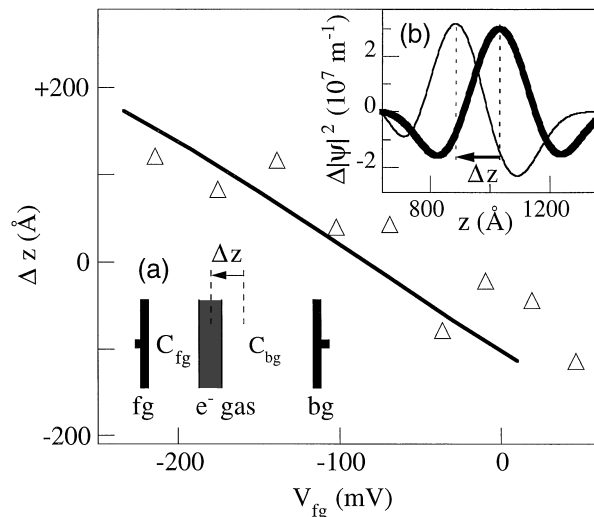 +200
0
-200
Δ z (Å)
-200
-100
0
V_fg (mV)
(a)
Δz
C_fg
C_bg
fg
e⁻ gas
bg
(b)
2
0
-2
Δ|ψ|² (10⁷ m⁻¹)
Δz
800
1200
z (Å)